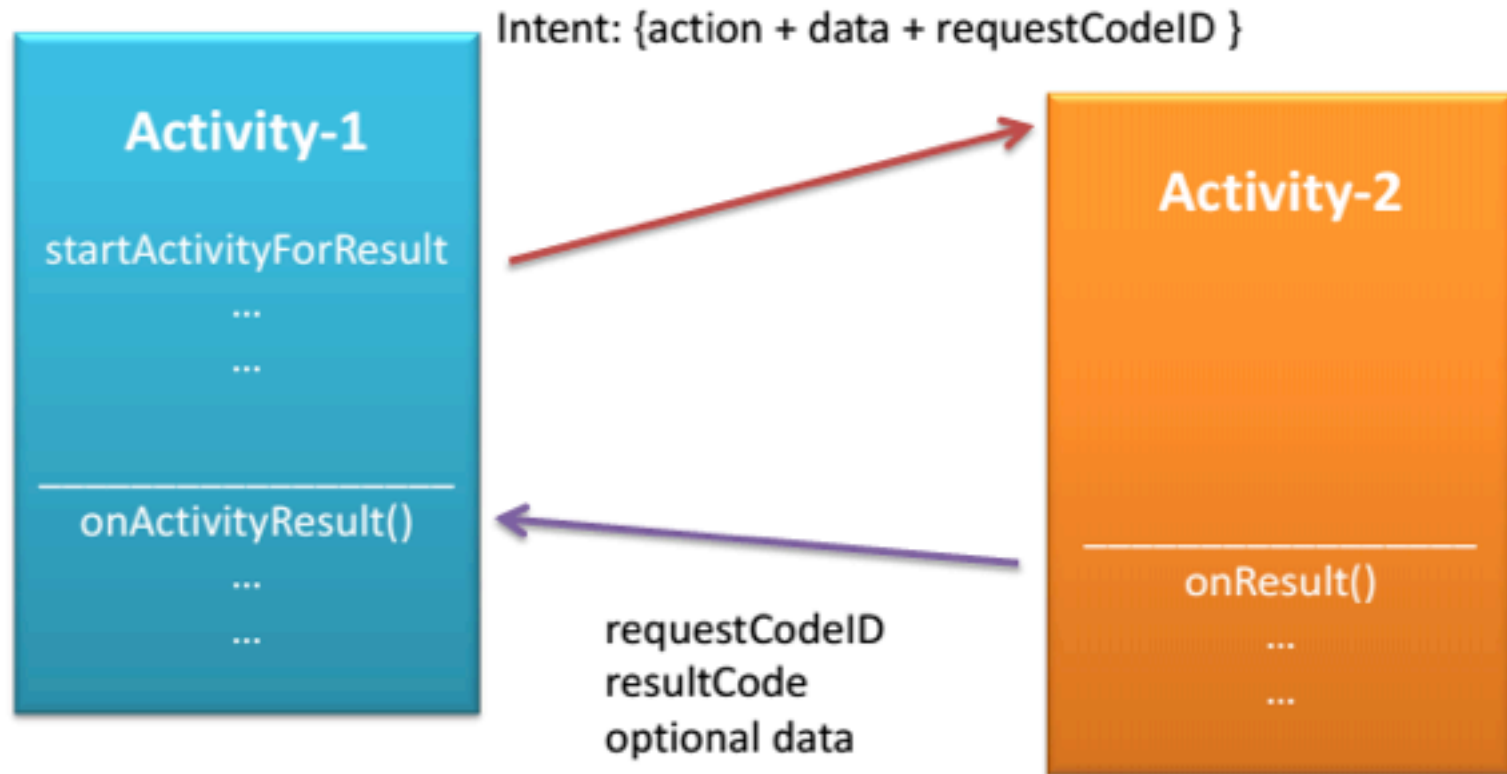 Intent: {action + data + requestCodeID }
Activity-1
startActivityForResult
...
...
onActivityResult()
...
...
Activity-2
onResult()
...
...
requestCodeID
resultCode
optional data